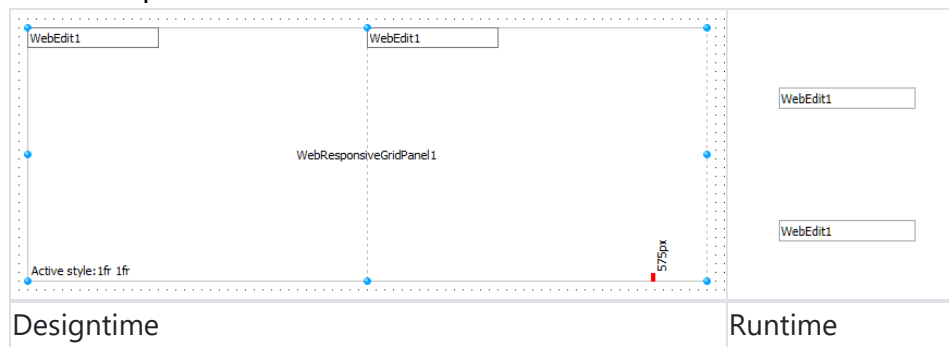 WebEdit1 WebEdit1
WebEdit1
WebResponsiveGridPanel1
WebEdit1
575px
Active style:1fr 1fr
Designtime Runtime